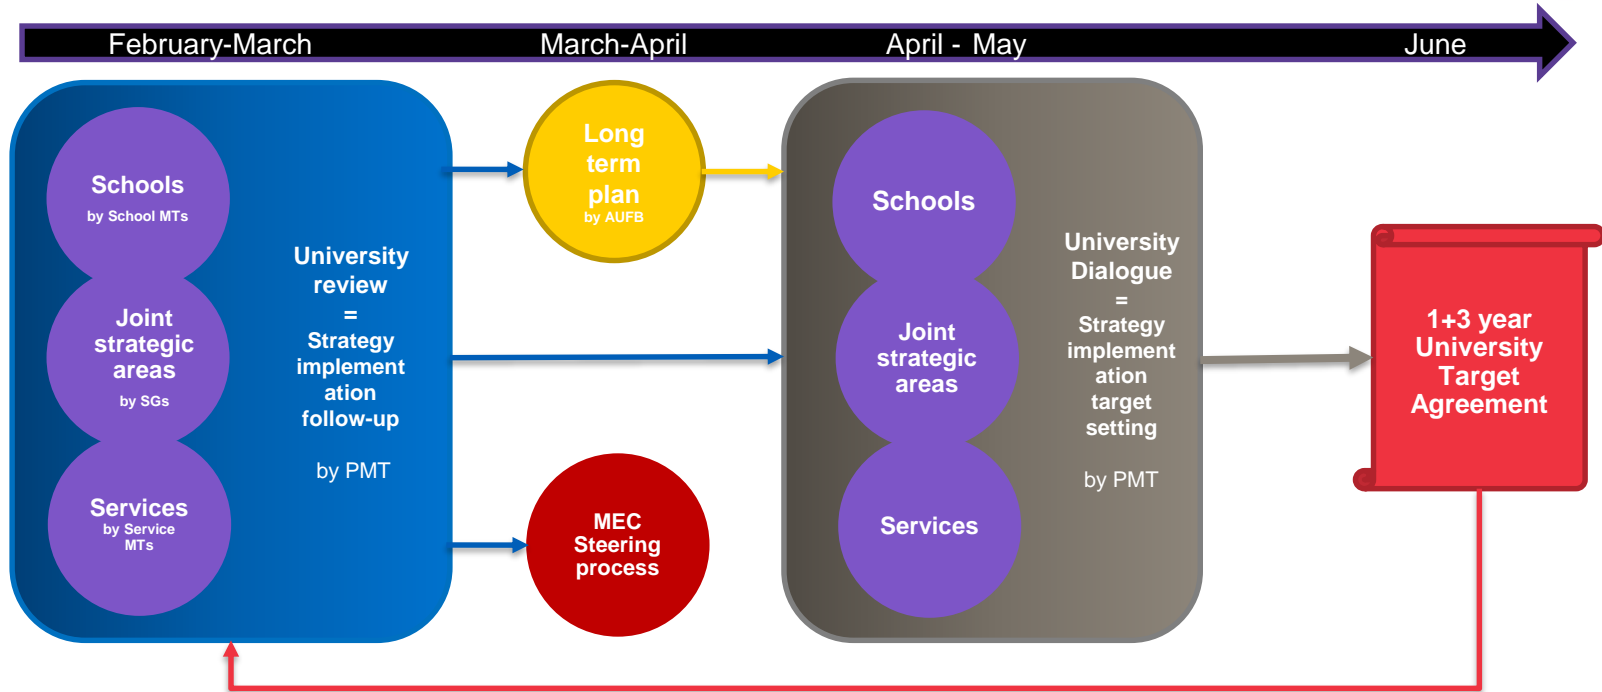 February-March
March-April
April - May
June
Schools
by School MTs
Joint
strategic
areas
by SGs
Services
by Service
MTs
University
review
=
Strategy
implement
ation
follow-up
by PMT
Long
term
plan
by AUFB
MEC
Steering
process
Schools
Joint
strategic
areas
Services
University
Dialogue
=
Strategy
implement
ation
target
setting
by PMT
1+3 year
University
Target
Agreement